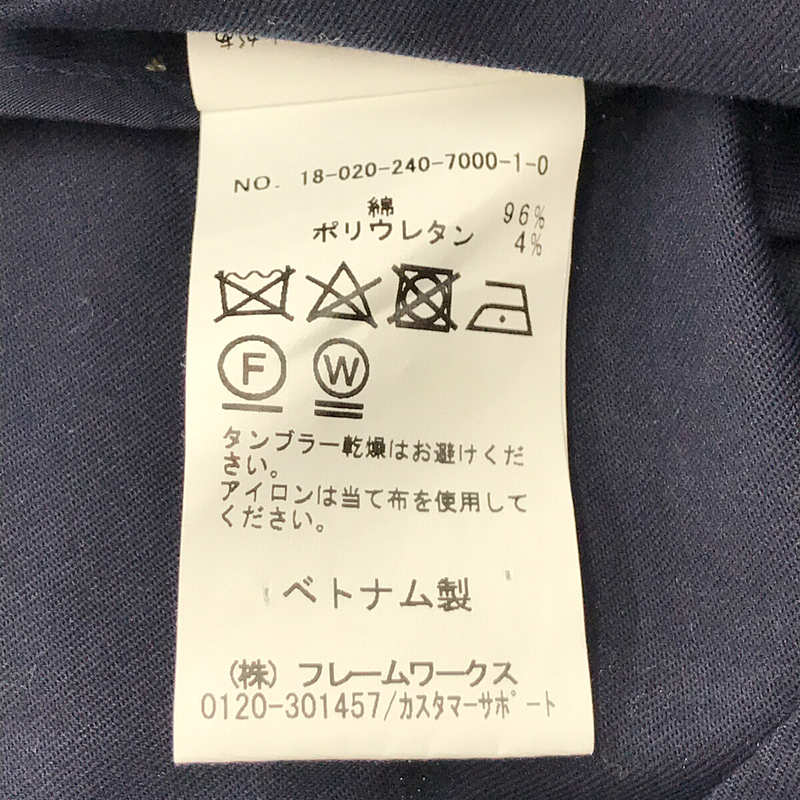 NO. 18-020-240-7000-1-0
綿 96%
ポリウレタン 4%
F W
タンブラー乾燥はお避けくだ
さい。
アイロンは当て布を使用して
ください。
ベトナム製
(株) フレームワークス
0120-301457/カスタマーサポート